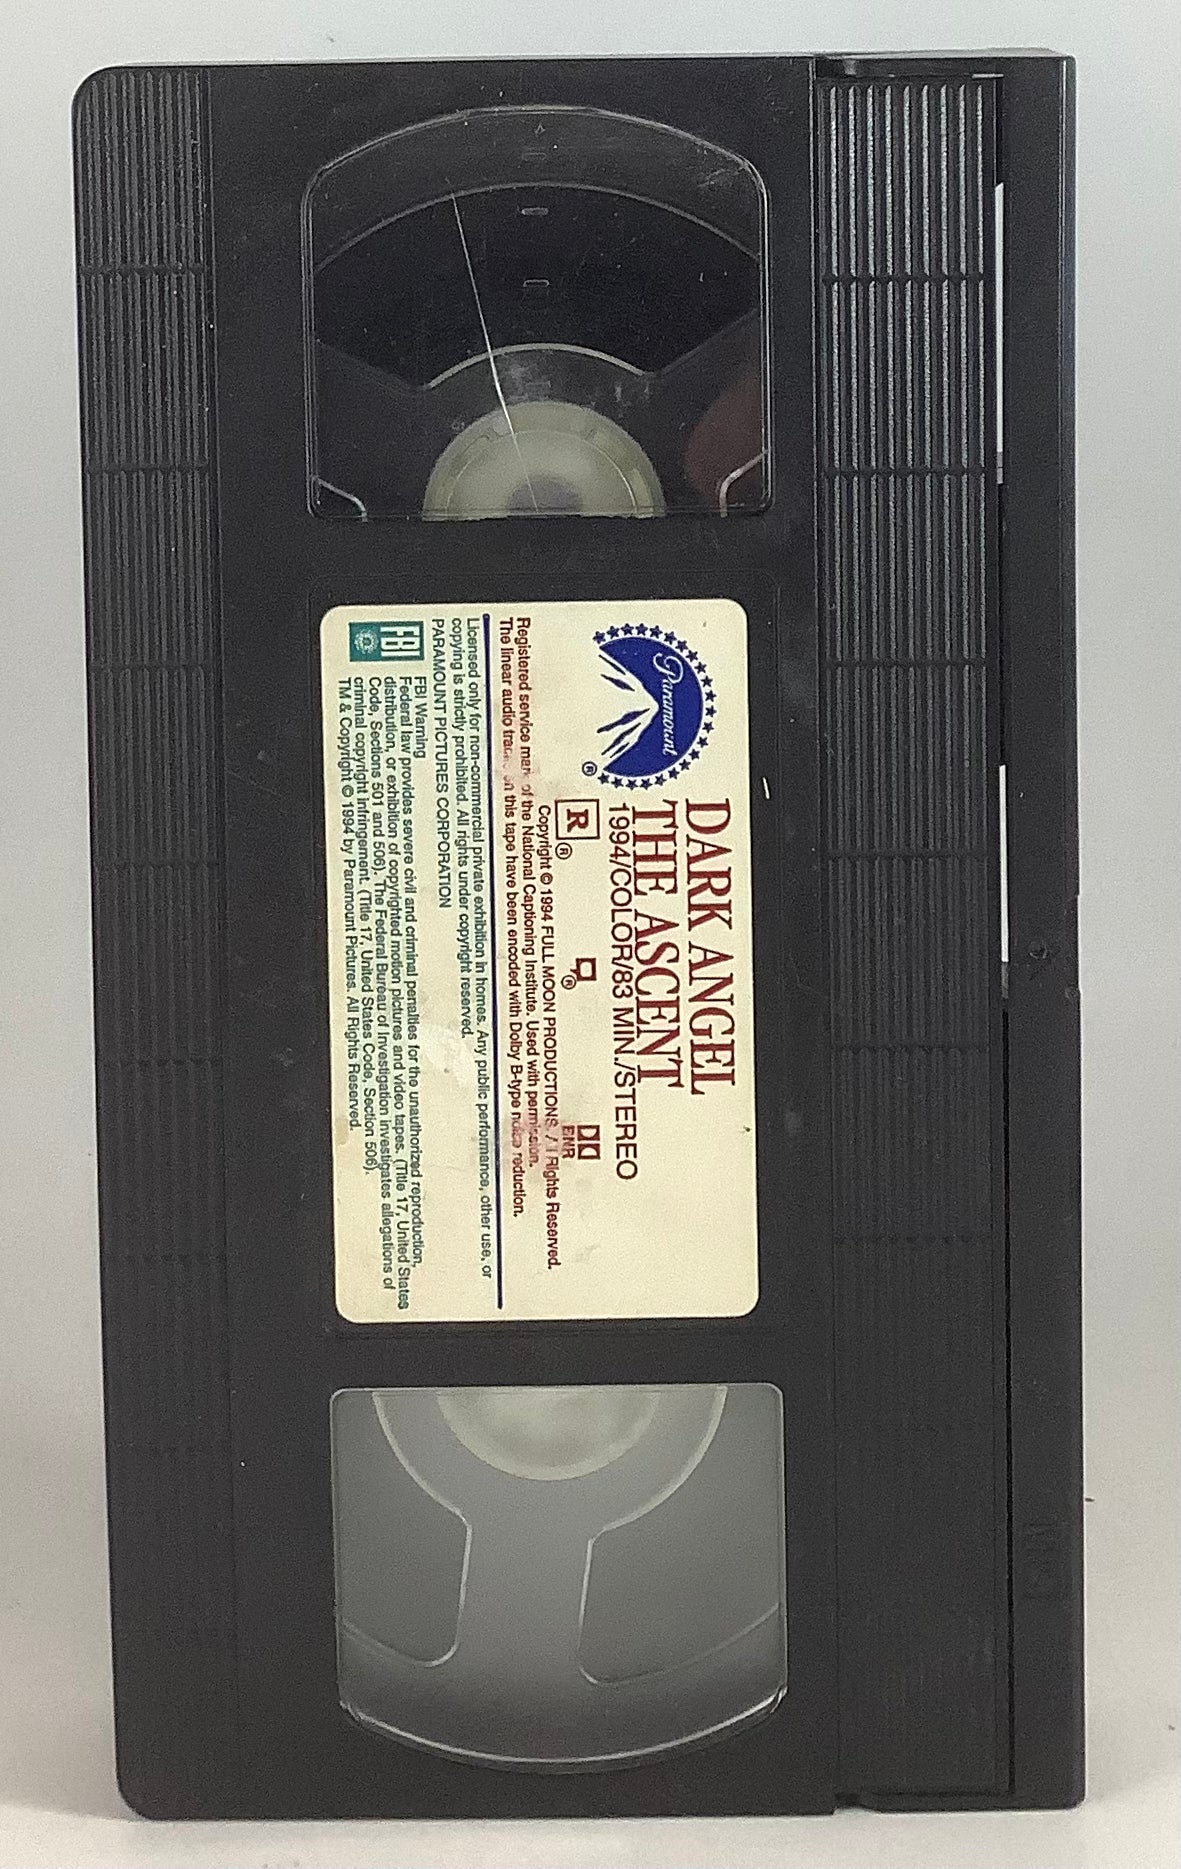 Paramount
®
DARK ANGEL
THE ASCENT
1994/COLOR/83 MIN./STEREO
R ® ® BNR
Copyright © 1994 FULL MOON PRODUCTIONS. All Rights Reserved.
Registered service mark of the National Captioning Institute. Used with permission.
The linear audio tracks on this tape have been encoded with Dolby B-type noise reduction.
Licensed only for non-commercial private exhibition in homes. Any public performance, other use, or
copying is strictly prohibited. All rights under copyright reserved.
PARAMOUNT PICTURES CORPORATION
FBI
FBI Warning
Federal law provides severe civil and criminal penalties for the unauthorized reproduction,
distribution, or exhibition of copyrighted motion pictures and video tapes. (Title 17, United States
Code, Sections 501 and 506). The Federal Bureau of Investigation investigates allegations of
criminal copyright infringement. (Title 17, United States Code, Section 506).
TM & Copyright © 1994 by Paramount Pictures. All Rights Reserved.